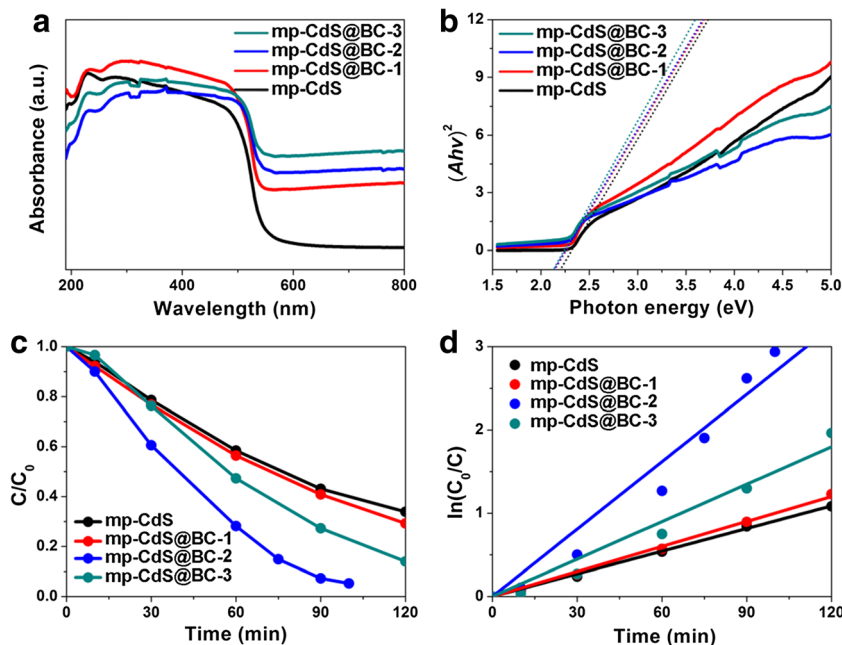 a
mp-CdS@BC-3
mp-CdS@BC-2
mp-CdS@BC-1
mp-CdS
Absorbance (a.u.)
200 400 600 800
Wavelength (nm)
b
mp-CdS@BC-3
mp-CdS@BC-2
mp-CdS@BC-1
mp-CdS
(Ahv)²
12
9
6
3
0
1.5 2.0 2.5 3.0 3.5 4.0 4.5 5.0
Photon energy (eV)
c
C/C₀
1.0
0.8
0.6
0.4
0.2
0.0
mp-CdS
mp-CdS@BC-1
mp-CdS@BC-2
mp-CdS@BC-3
0 30 60 90 120
Time (min)
d
mp-CdS
mp-CdS@BC-1
mp-CdS@BC-2
mp-CdS@BC-3
ln(C₀/C)
3
2
1
0
0 30 60 90 120
Time (min)